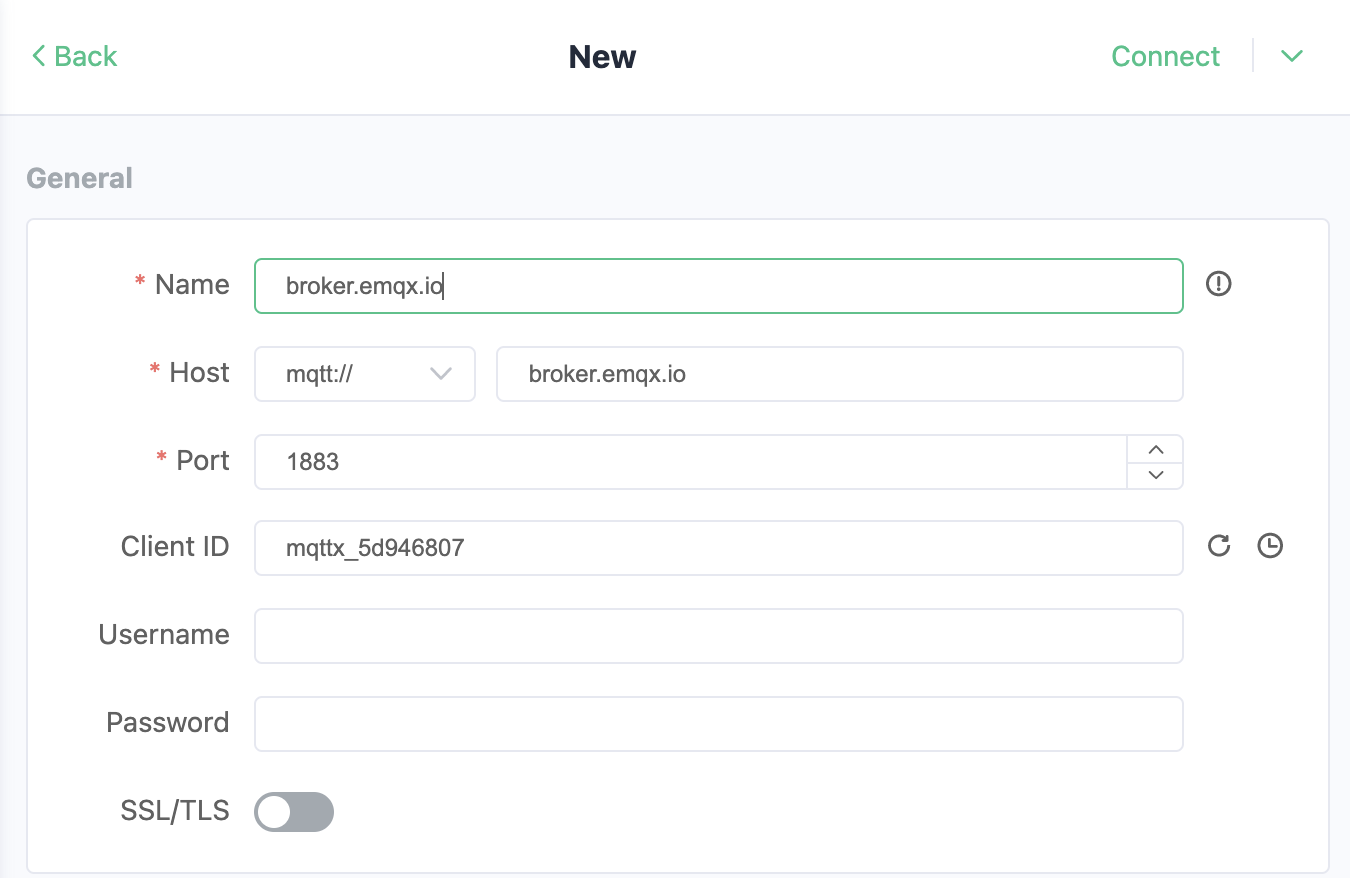 Back New Connect
General
* Name broker.emqx.io
* Host mqtt:// broker.emqx.io
* Port 1883
Client ID mqttx_5d946807
Username
Password
SSL/TLS